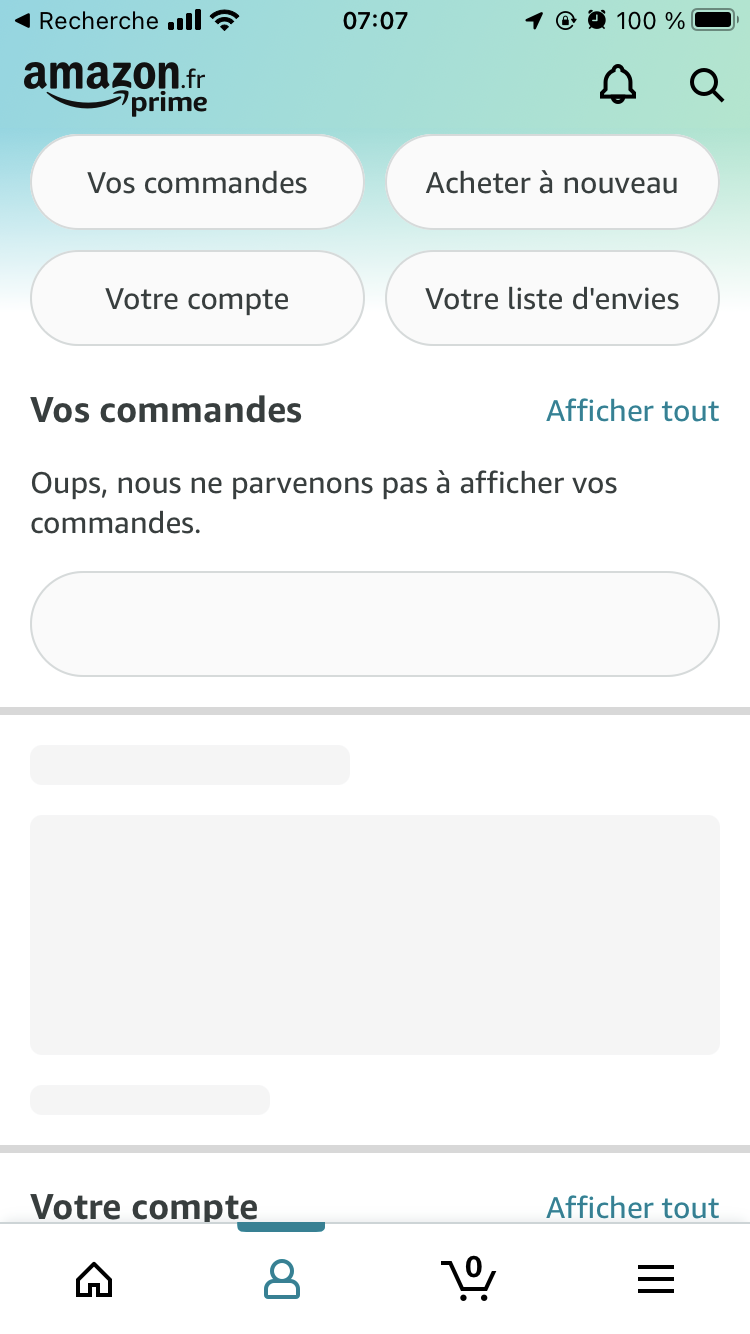 Recherche 07:07 100 %
amazon.fr
prime
Vos commandes Acheter à nouveau
Votre compte Votre liste d'envies
Vos commandes Afficher tout
Oups, nous ne parvenons pas à afficher vos
commandes.
Votre compte Afficher tout
0